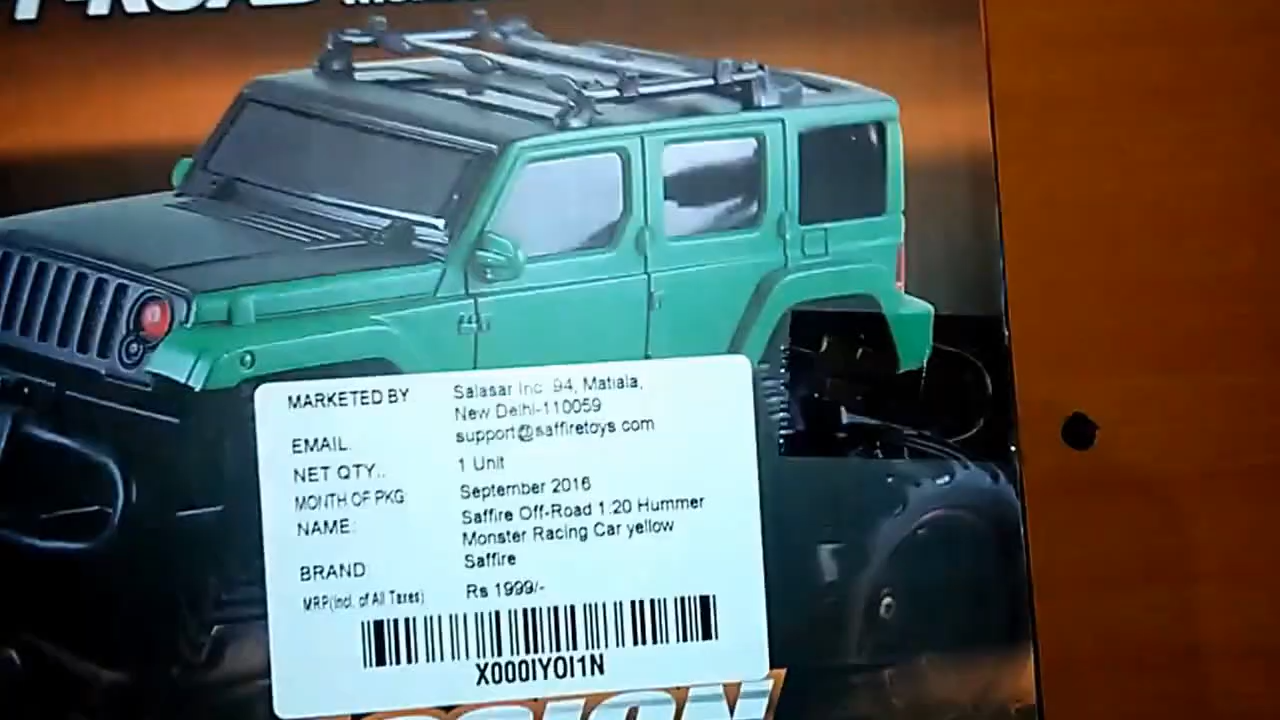 MARKETED BY Salasar Inc 94, Matiala,
New Delhi-110059
EMAIL. support@saffiretoys.com
NET QTY.. 1 Unit
MONTH OF PKG: September 2016
NAME: Saffire Off-Road 1:20 Hummer
Monster Racing Car yellow
BRAND Saffire
MRP(Incl. of All Taxes) Rs 1999/-
X000IYOI1N